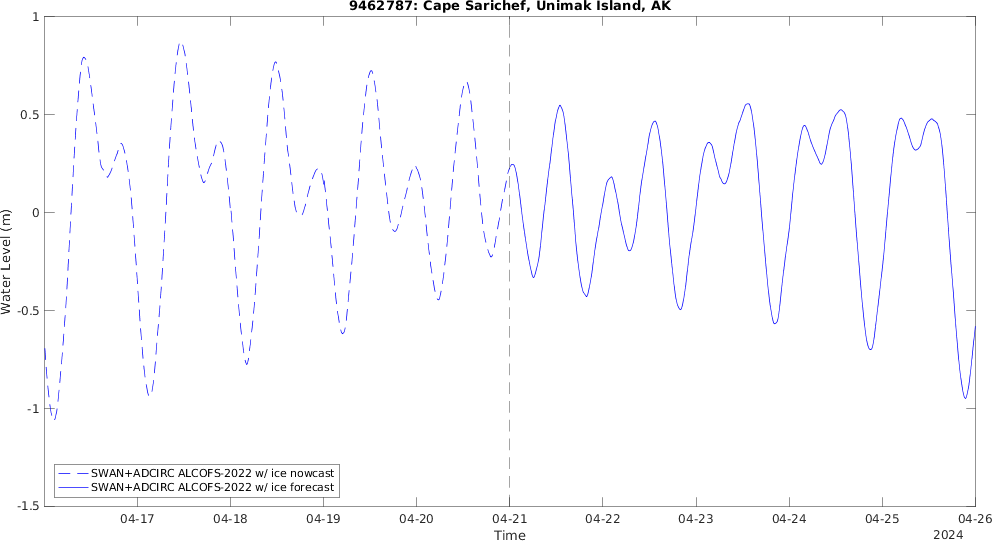 9462787: Cape Sarichef, Unimak Island, AK
1
0.5
0
-0.5
-1
-1.5
Water Level (m)
SWAN+ADCIRC ALCOFS-2022 w/ ice nowcast
SWAN+ADCIRC ALCOFS-2022 w/ ice forecast
04-17 04-18 04-19 04-20 04-21 04-22 04-23 04-24 04-25 04-26
Time
2024